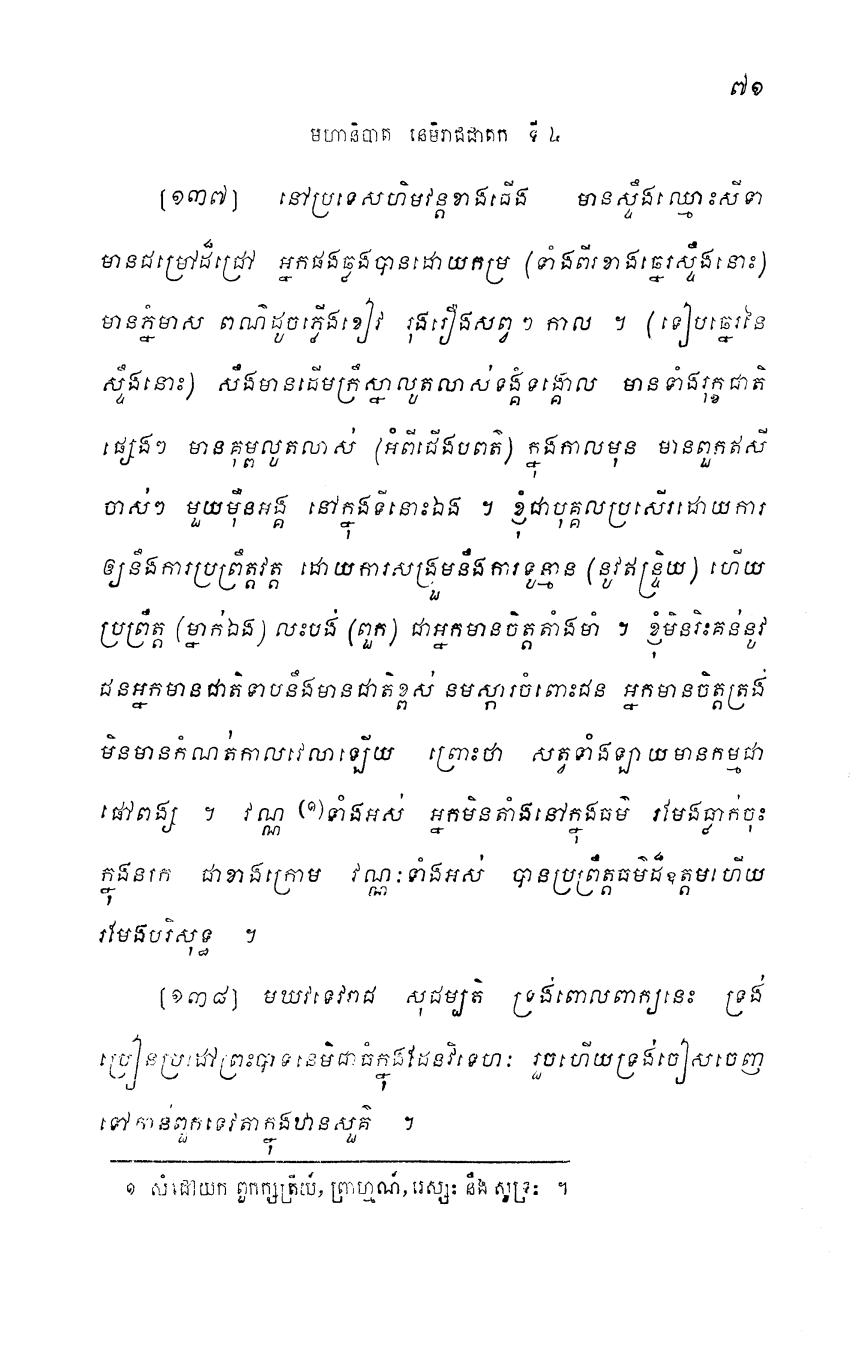 ៧១
មហានិបាត នេមិរាជជាតក ទី ៤
[១៣៧] នៅប្រទេសហិមវន្តខាងជើង មានស្ទឹងឈ្មោះសីទា
មានជម្រៅដ៏ជ្រៅ អ្នកផងឆ្លងបានដោយកម្រ (ទាំងពីរខាងឆ្នេរស្ទឹងនោះ)
មានភ្នំមាស ពណ៌ដូចភ្លើងខៀវ រុងរឿងសព្វ ៗ កាល ។ (ទៀបឆ្នេរនៃ
ស្ទឹងនោះ) សឹងមានដើមក្រឹស្នាលូតលាស់ទង្គំទង្គោល មានទាំងរុក្ខជាតិ
ផ្សេងៗ មានគុម្ពលូតលាស់ (អំពីជើងបពត៌) ក្នុងកាលមុន មានពួកឥសី
ចាស់ៗ មួយម៉ឺនអង្គ នៅក្នុងទីនោះឯង ។ ខ្ញុំជាបុគ្គលប្រសើរដោយការ
ឲ្យនឹងការប្រព្រឹត្តវត្ត ដោយការសង្រួមនឹងការទូន្មាន (នូវឥន្ទ្រិយ) ហើយ
ប្រព្រឹត្ត (ម្នាក់ឯង) លះបង់ (ពួក) ជាអ្នកមានចិត្តតាំងមាំ ។ ខ្ញុំមិនរិះគន់នូវ
ជនអ្នកមានជាតិទាបនឹងមានជាតិខ្ពស់ នមស្ការចំពោះជន អ្នកមានចិត្តត្រង់
មិនមានកំណត់កាលវេលាឡើយ ព្រោះថា សត្វទាំងឡាយមានកម្មជា
ផៅពង្ស ។ វណ្ណ (១)ទាំងអស់ អ្នកមិនតាំងនៅក្នុងធម៌ រមែងធ្លាក់ចុះ
ក្នុងនរក ជាខាងក្រោម វណ្ណៈទាំងអស់ បានប្រព្រឹត្តធម៌ដ៏ឧត្តមហើយ
រមែងបរិសុទ្ធ ។
[១៣៨] មឃវទេវរាជ សុជម្បតិ ទ្រង់ពោលពាក្យនេះ ទ្រង់
ប្រៀនប្រដៅព្រះបាទនេមិជាធំក្នុងដែនវិទេហៈ រួចហើយទ្រង់ចៀសចេញ
ទៅកាន់ពួកទេវតាក្នុងឋានសួគ៌ ។
១ សំដៅយក ពួកក្សត្រិយ៍, ព្រាហ្មណ៍, វេស្សៈ នឹង សូទ្រៈ ។